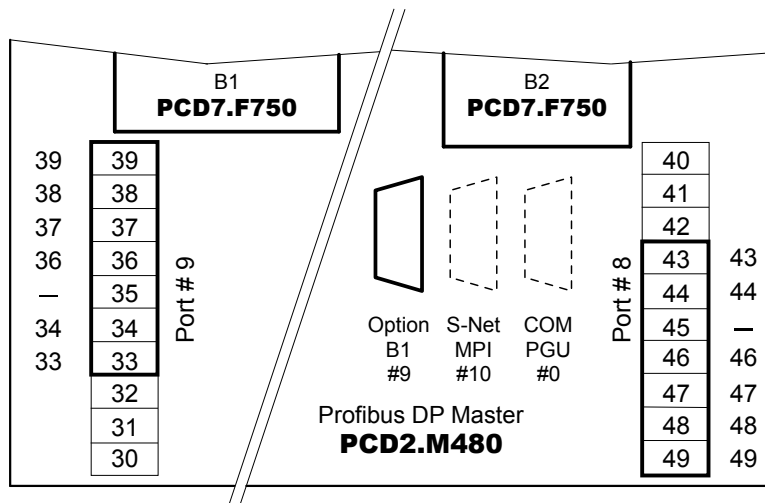 B1
PCD7.F750
B2
PCD7.F750
39 39
38 38
37 37
36 36
— 35
34 34
33 33
32
31
30
Port # 9
Option
B1
#9
S-Net
MPI
#10
COM
PGU
#0
Profibus DP Master
PCD2.M480
Port # 8
40
41
42
43 43
44 44
45 —
46 46
47 47
48 48
49 49